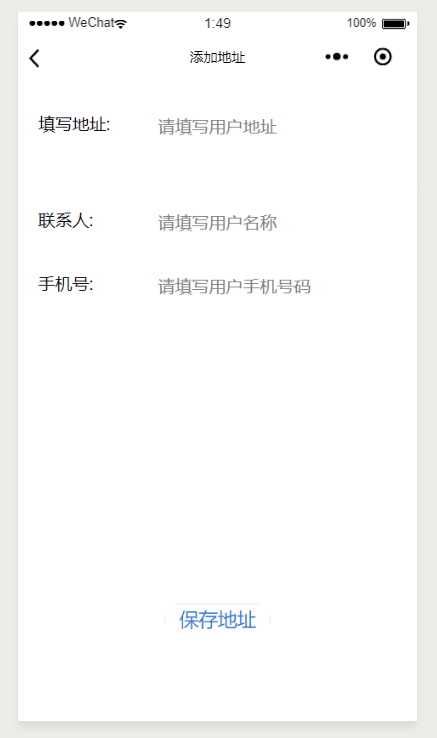 WeChat 1:49 100%
添加地址
填写地址: 请填写用户地址
联系人: 请填写用户名称
手机号: 请填写用户手机号码
保存地址